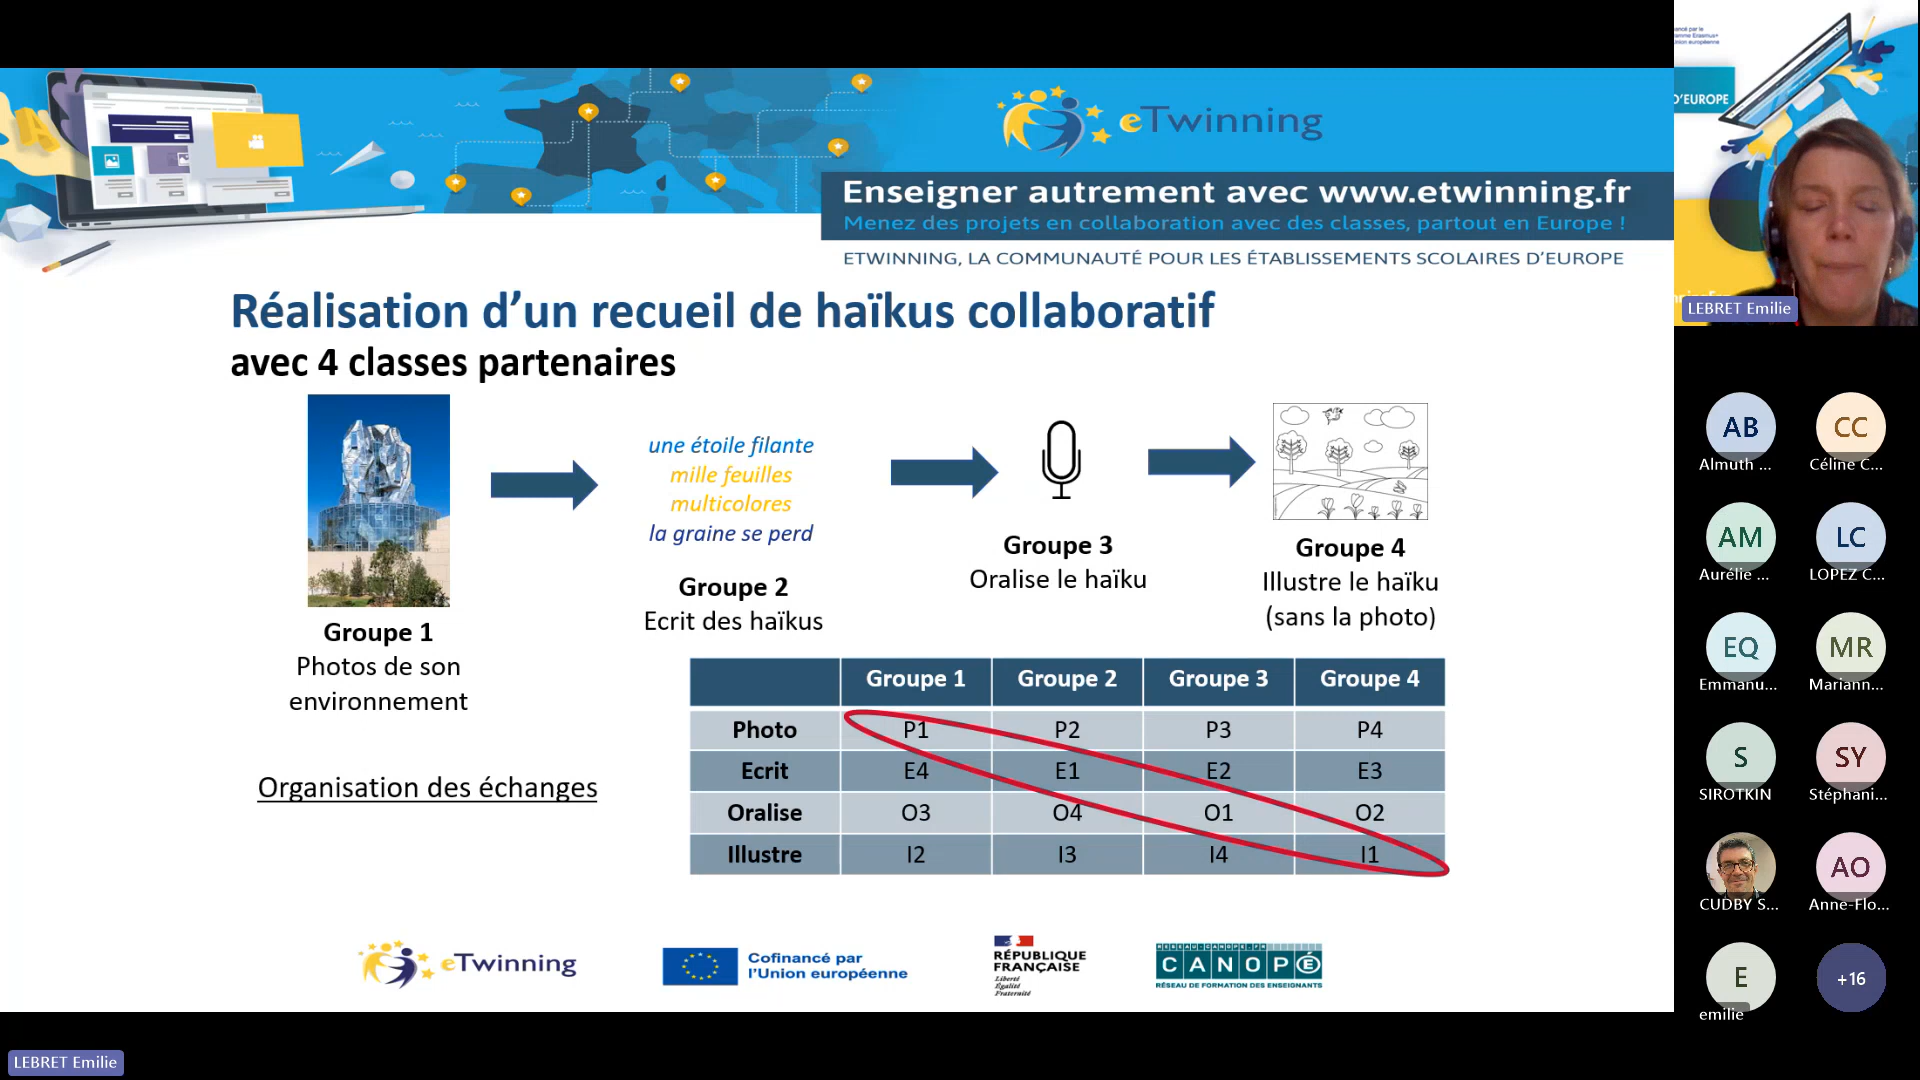 eTwinning
Enseigner autrement avec www.etwinning.fr
Menez des projets en collaboration avec des classes, partout en Europe !
ETWINNING, LA COMMUNAUTÉ POUR LES ÉTABLISSEMENTS SCOLAIRES D'EUROPE
Réalisation d'un recueil de haïkus collaboratif
avec 4 classes partenaires
une étoile filante
mille feuilles
multicolores
la graine se perd
Groupe 1
Photos de son
environnement
Groupe 2
Ecrit des haïkus
Groupe 3
Oralise le haïku
Groupe 4
Illustre le haïku
(sans la photo)
Organisation des échanges
Groupe 1 Groupe 2 Groupe 3 Groupe 4
Photo P1 P2 P3 P4
Ecrit E4 E1 E2 E3
Oralise O3 O4 O1 O2
Illustre I2 I3 I4 I1
eTwinning
Cofinancé par
l'Union européenne
RÉPUBLIQUE
FRANÇAISE
Liberté
Égalité
Fraternité
RESEAU-CANOPE.FR
CANOPÉ
RÉSEAU DE FORMATION DES ENSEIGNANTS
LEBRET Emilie
D'EUROPE
LEBRET Emilie
AB CC
Almuth ... Céline C...
AM LC
Aurélie ... LOPEZ C...
EQ MR
Emmanu... Mariann...
S SY
SIROTKIN Stéphani...
AO
CUDBY S... Anne-Flo...
E +16
emilie